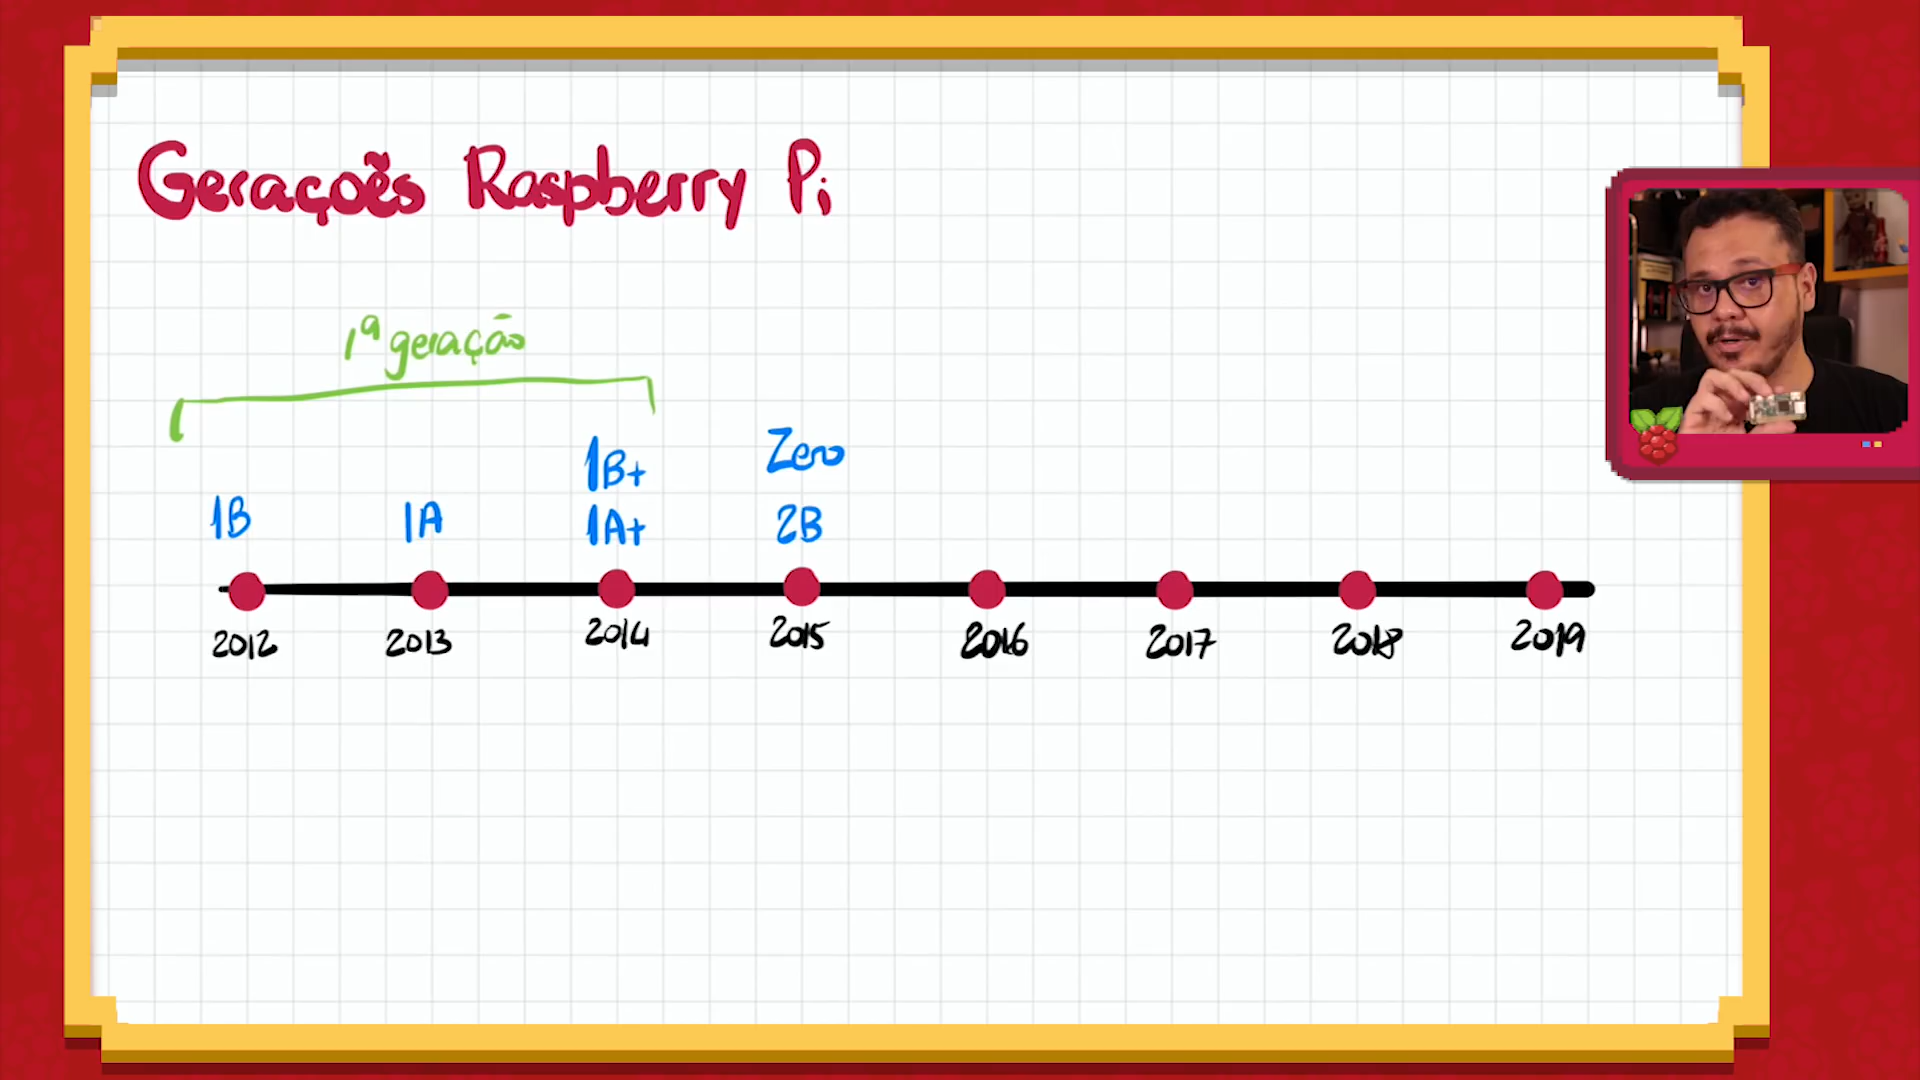 Gerações Raspberry Pi
1ª geração
1B+
Zero
1B
1A
1A+
2B
2012
2013
2014
2015
2016
2017
2018
2019